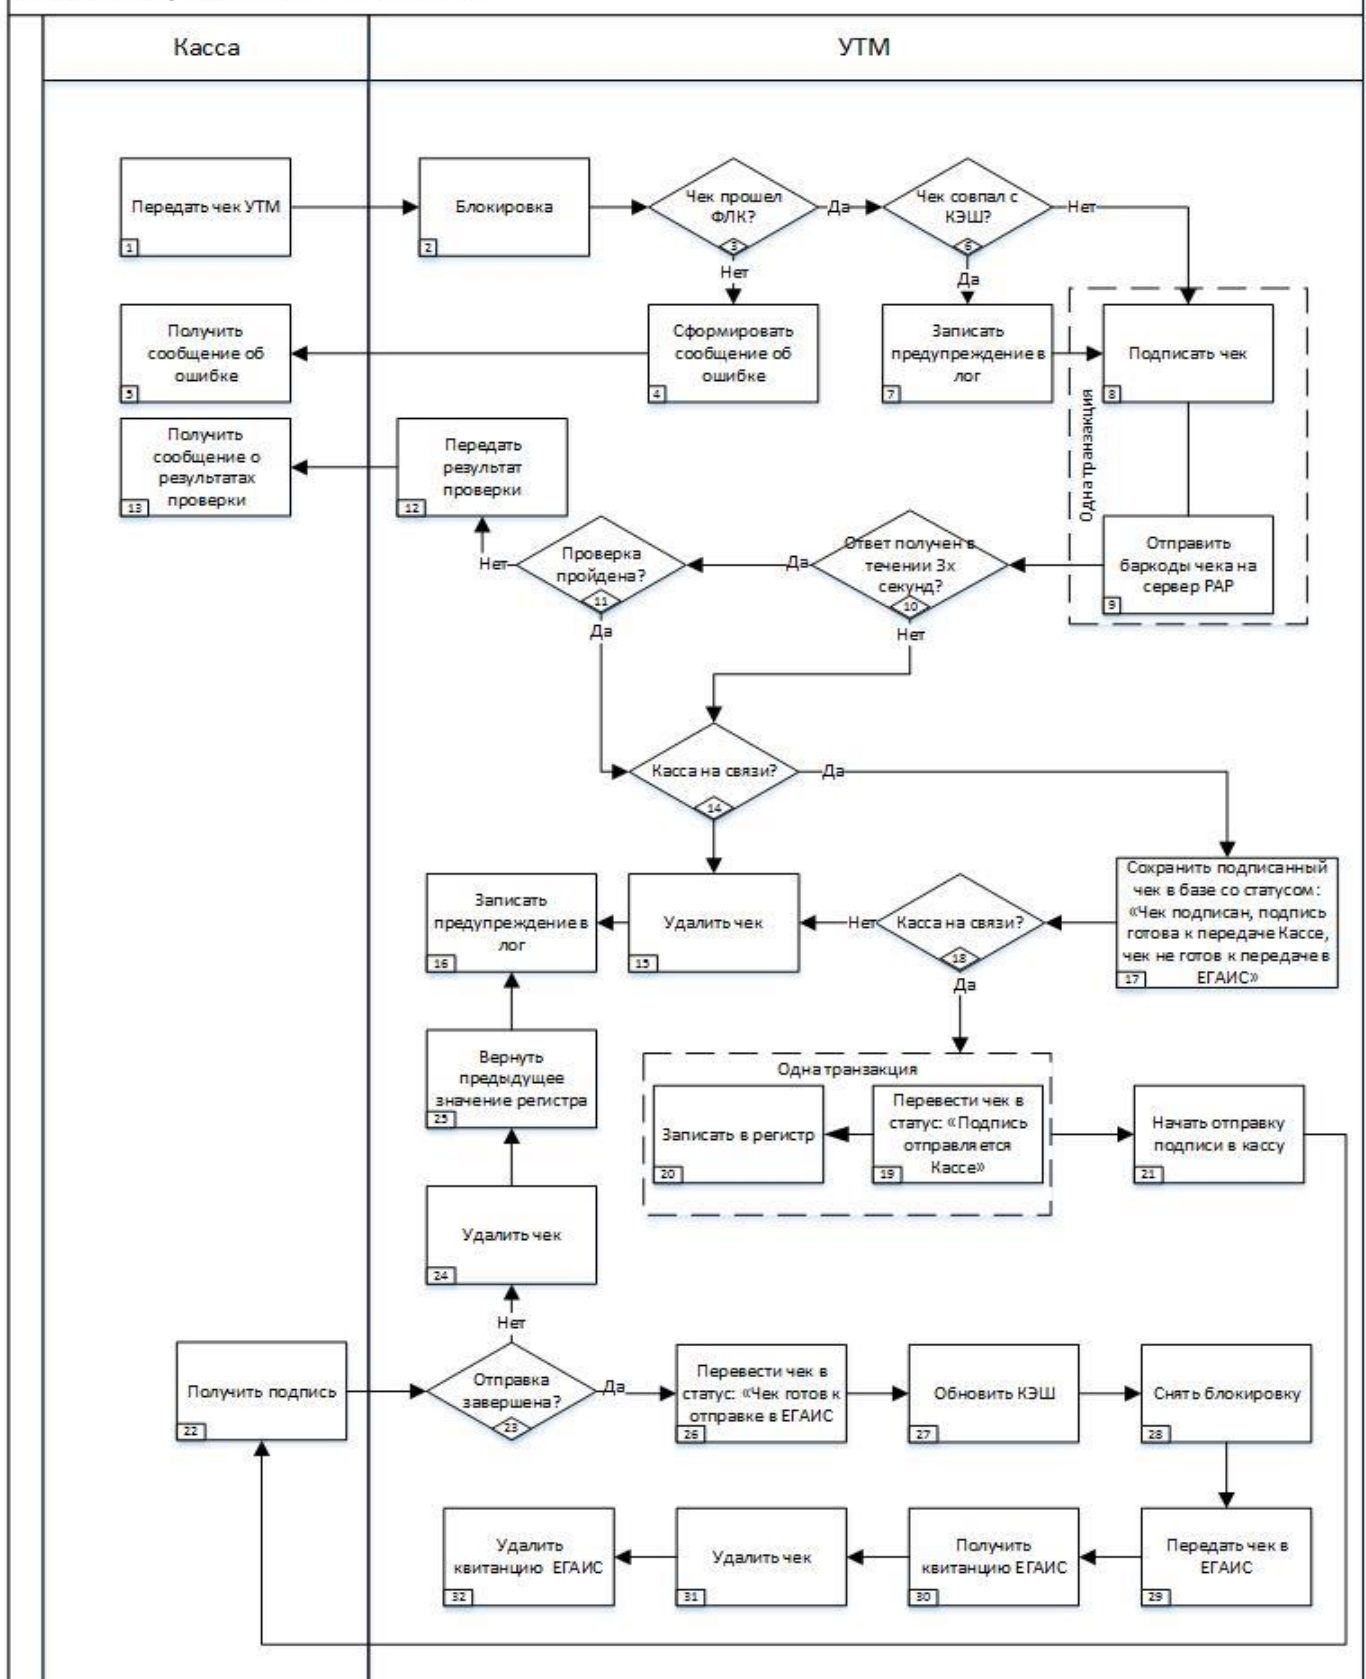 Касса
УТМ
Передать чек УТМ
1
Блокировка
2
Чек прошел
ФЛК?
3
Да
Чек совпал с
КЭШ?
6
Нет
Нет
Да
Получить
сообщение об
ошибке
5
Сформировать
сообщение об
ошибке
4
Записать
предупреждение в
лог
7
Подписать чек
8
Одна транзакция
Получить
сообщение о
результатах
проверки
13
Передать
результат
проверки
12
Нет
Проверка
пройдена?
11
Да
Ответ получен в
течении 3х
секунд?
10
Отправить
баркоды чека на
сервер РАР
9
Да
Нет
Касса на связи?
14
Да
Записать
предупреждение в
лог
16
Удалить чек
15
Нет
Касса на связи?
18
Сохранить подписанный
чек в базе со статусом:
«Чек подписан, подпись
готова к передаче Кассе,
чек не готов к передаче в
ЕГАИС»
17
Да
Вернуть
предыдущее
значение регистра
25
Одна транзакция
Записать в регистр
20
Перевести чек в
статус: «Подпись
отправляется
Кассе»
19
Начать отправку
подписи в кассу
21
Удалить чек
24
Нет
Получить подпись
22
Отправка
завершена?
23
Да
Перевести чек в
статус: «Чек готов к
отправке в ЕГАИС
26
Обновить КЭШ
27
Снять блокировку
28
Удалить
квитанцию ЕГАИС
32
Удалить чек
31
Получить
квитанцию ЕГАИС
30
Передать чек в
ЕГАИС
29